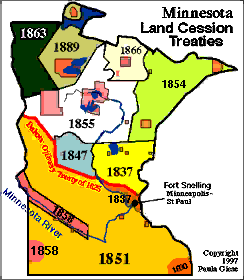 Minnesota
Land Cession
Treaties
1863
1889
1866
1854
1855
1847
1837
Dakota Ojibway Treaty of 1825
Fort Snelling
Minneapolis-
St Paul
1837
Minnesota River
1858
1858
1851
Copyright
1997
Paula Giese